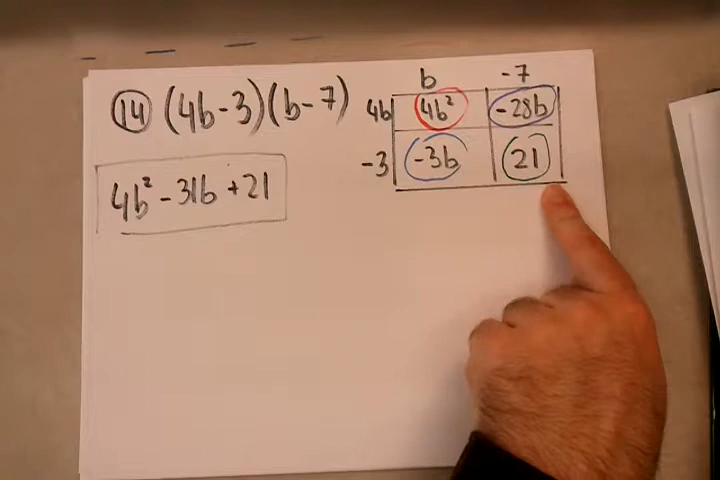 ⑭ (4b-3)(b-7)
4b² - 31b + 21
b -7
4b 4b² -28b
-3 -3b 21